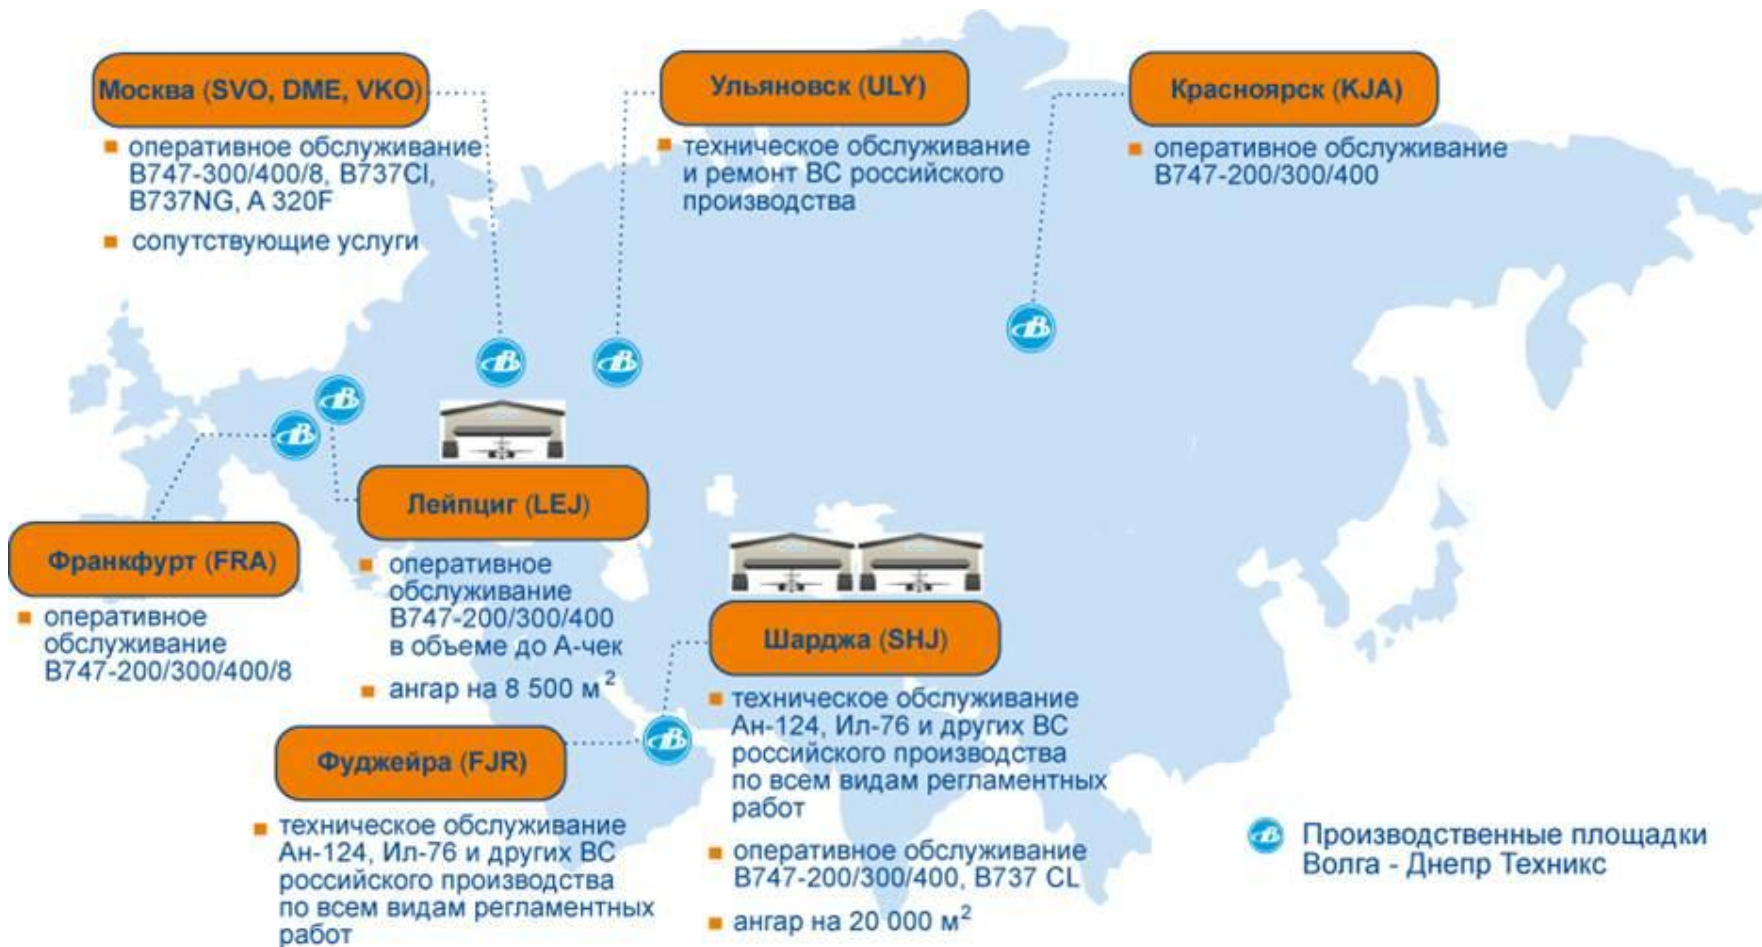 Москва (SVO, DME, VKO)
оперативное обслуживание
В747-300/400/8, B737Cl,
B737NG, A 320F
сопутствующие услуги
Ульяновск (ULY)
техническое обслуживание
и ремонт ВС российского
производства
Красноярск (KJA)
оперативное обслуживание
В747-200/300/400
Франкфурт (FRA)
оперативное
обслуживание
В747-200/300/400/8
Лейпциг (LEJ)
оперативное
обслуживание
В747-200/300/400
в объеме до А-чек
ангар на 8 500 м²
Фуджейра (FJR)
техническое обслуживание
Ан-124, Ил-76 и других ВС
российского производства
по всем видам регламентных
работ
Шарджа (SHJ)
техническое обслуживание
Ан-124, Ил-76 и других ВС
российского производства
по всем видам регламентных
работ
оперативное обслуживание
В747-200/300/400, B737 CL
ангар на 20 000 м²
Производственные площадки
Волга - Днепр Техникс